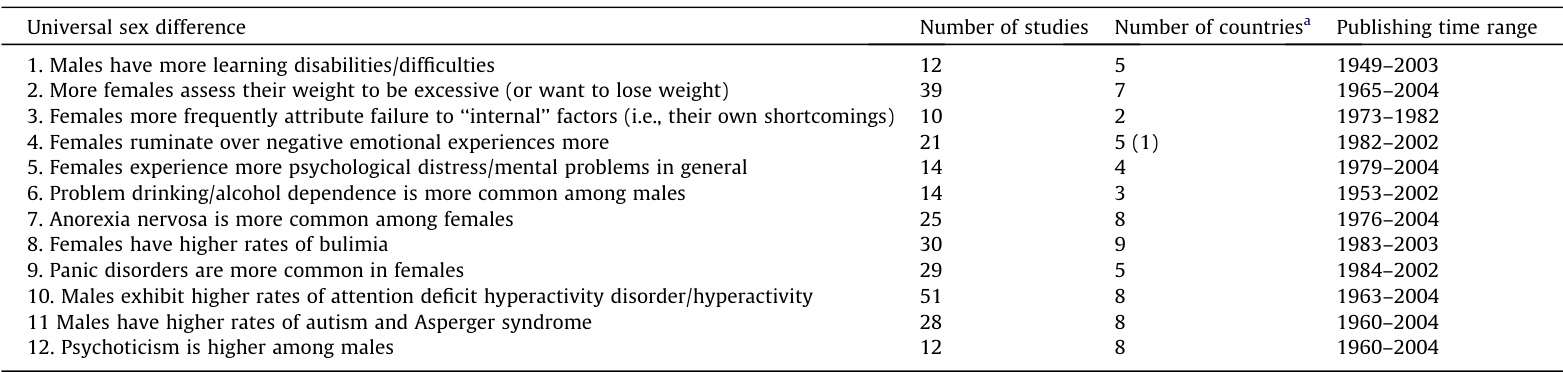 Universal sex difference Number of studies Number of countriesa Publishing time range
1. Males have more learning disabilities/difficulties 12 5 1949–2003
2. More females assess their weight to be excessive (or want to lose weight) 39 7 1965–2004
3. Females more frequently attribute failure to ‘‘internal” factors (i.e., their own shortcomings) 10 2 1973–1982
4. Females ruminate over negative emotional experiences more 21 5 (1) 1982–2002
5. Females experience more psychological distress/mental problems in general 14 4 1979–2004
6. Problem drinking/alcohol dependence is more common among males 14 3 1953–2002
7. Anorexia nervosa is more common among females 25 8 1976–2004
8. Females have higher rates of bulimia 30 9 1983–2003
9. Panic disorders are more common in females 29 5 1984–2002
10. Males exhibit higher rates of attention deficit hyperactivity disorder/hyperactivity 51 8 1963–2004
11 Males have higher rates of autism and Asperger syndrome 28 8 1960–2004
12. Psychoticism is higher among males 12 8 1960–2004